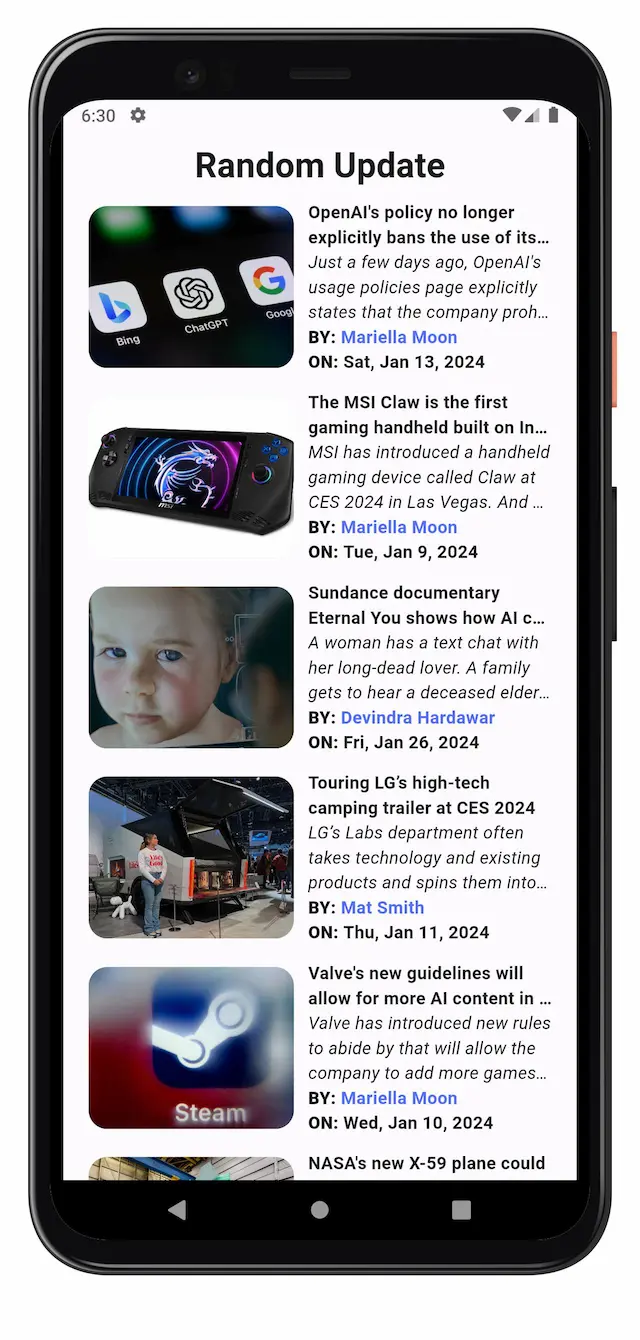 6:30
Random Update
OpenAI's policy no longer
explicitly bans the use of its…
Just a few days ago, OpenAI's
usage policies page explicitly
states that the company proh…
BY: Mariella Moon
ON: Sat, Jan 13, 2024
Bing
ChatGPT
Googl
The MSI Claw is the first
gaming handheld built on In…
MSI has introduced a handheld
gaming device called Claw at
CES 2024 in Las Vegas. And …
BY: Mariella Moon
ON: Tue, Jan 9, 2024
msi
Sundance documentary
Eternal You shows how AI c…
A woman has a text chat with
her long-dead lover. A family
gets to hear a deceased elder…
BY: Devindra Hardawar
ON: Fri, Jan 26, 2024
Touring LG’s high-tech
camping trailer at CES 2024
LG’s Labs department often
takes technology and existing
products and spins them into…
BY: Mat Smith
ON: Thu, Jan 11, 2024
Valve's new guidelines will
allow for more AI content in …
Valve has introduced new rules
to abide by that will allow the
company to add more games…
BY: Mariella Moon
ON: Wed, Jan 10, 2024
Steam
NASA's new X-59 plane could